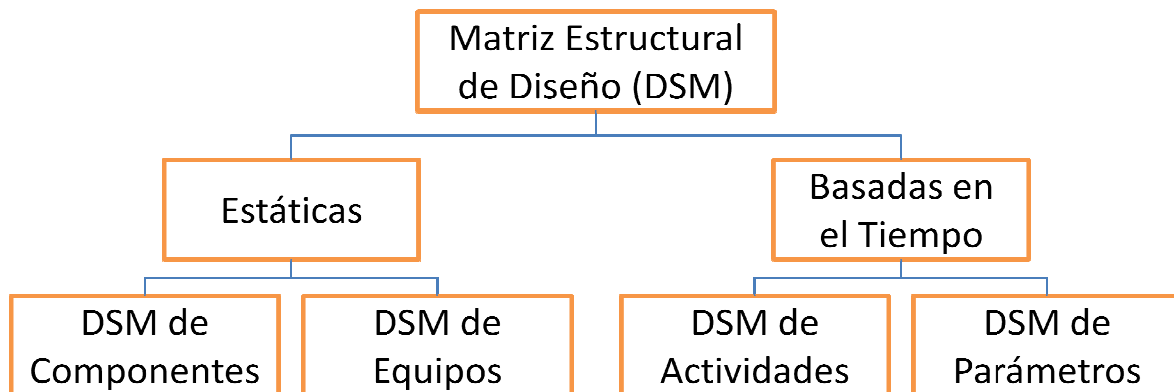 Matriz Estructural
de Diseño (DSM)
Estáticas
Basadas en
el Tiempo
DSM de
Componentes
DSM de
Equipos
DSM de
Actividades
DSM de
Parámetros